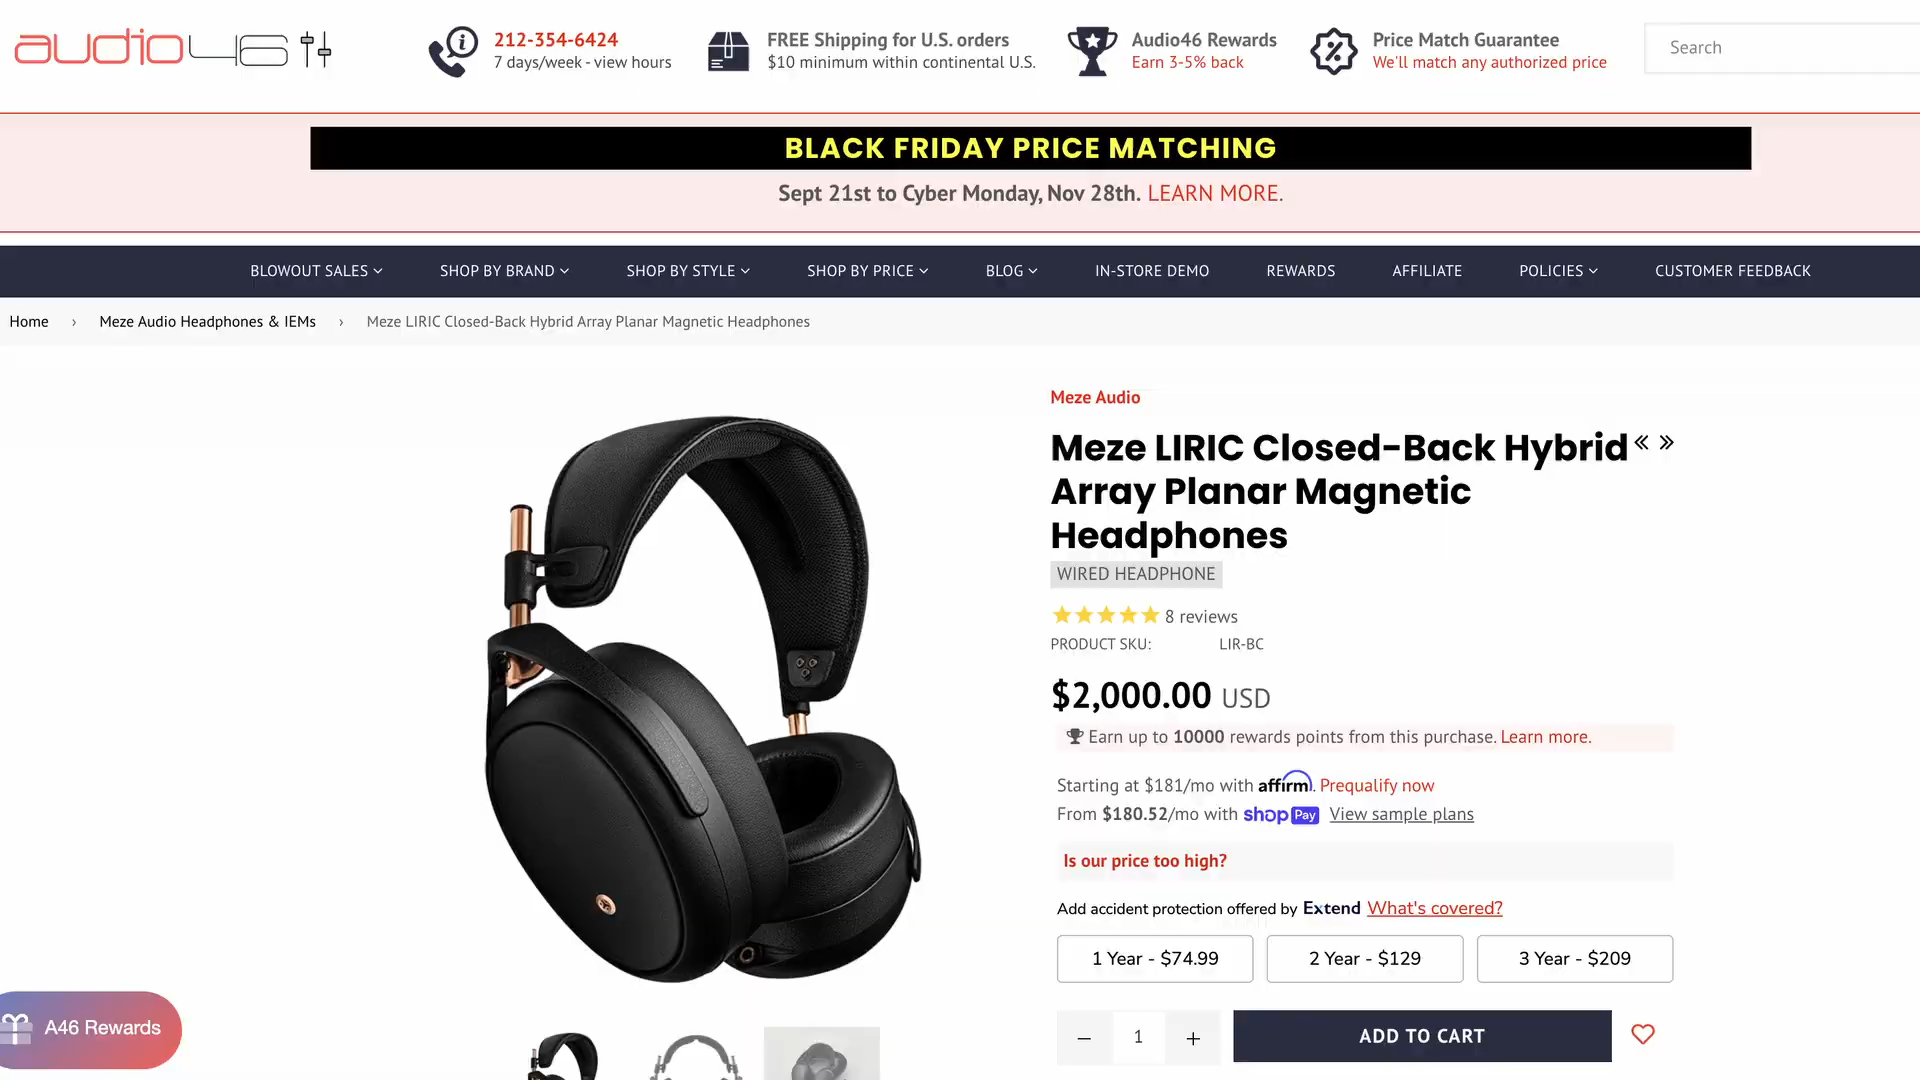 audio46
212-354-6424
7 days/week - view hours
FREE Shipping for U.S. orders
$10 minimum within continental U.S.
Audio46 Rewards
Earn 3-5% back
Price Match Guarantee
We'll match any authorized price
Search
BLACK FRIDAY PRICE MATCHING
Sept 21st to Cyber Monday, Nov 28th. LEARN MORE.
BLOWOUT SALES SHOP BY BRAND SHOP BY STYLE SHOP BY PRICE BLOG IN-STORE DEMO REWARDS AFFILIATE POLICIES CUSTOMER FEEDBACK
Home › Meze Audio Headphones & IEMs › Meze LIRIC Closed-Back Hybrid Array Planar Magnetic Headphones
Meze Audio
Meze LIRIC Closed-Back Hybrid
Array Planar Magnetic
Headphones
WIRED HEADPHONE
8 reviews
PRODUCT SKU: LIR-BC
$2,000.00 USD
Earn up to 10000 rewards points from this purchase. Learn more.
Starting at $181/mo with affirm. Prequalify now
From $180.52/mo with shop Pay View sample plans
Is our price too high?
Add accident protection offered by Extend What's covered?
1 Year - $74.99
2 Year - $129
3 Year - $209
− 1 +
ADD TO CART
A46 Rewards